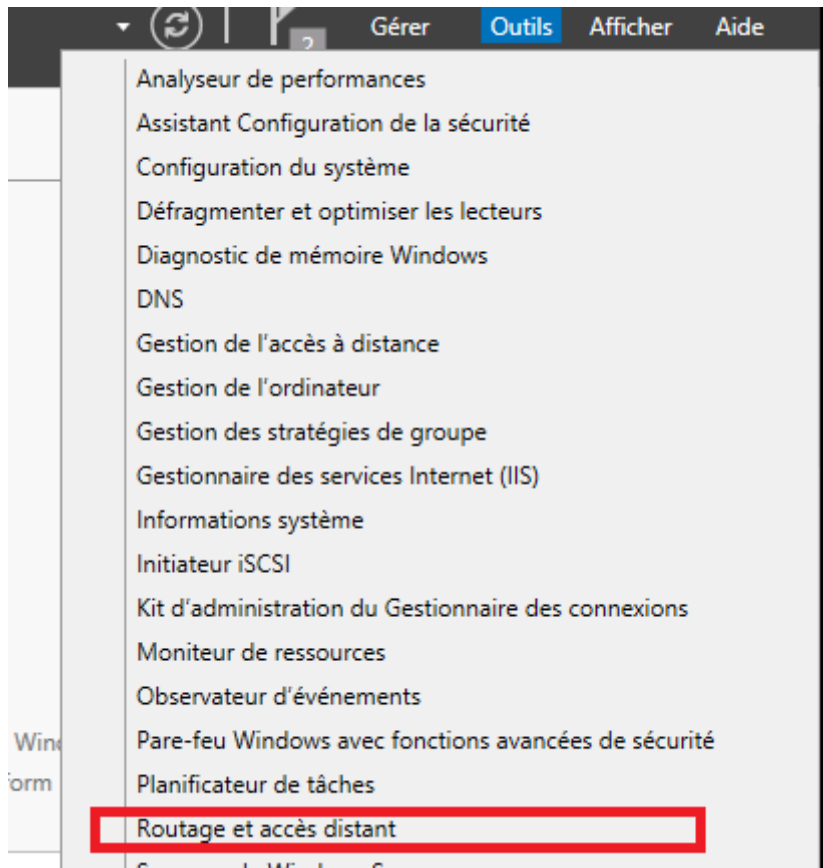 2 Gérer Outils Afficher Aide
Analyseur de performances
Assistant Configuration de la sécurité
Configuration du système
Défragmenter et optimiser les lecteurs
Diagnostic de mémoire Windows
DNS
Gestion de l'accès à distance
Gestion de l'ordinateur
Gestion des stratégies de groupe
Gestionnaire des services Internet (IIS)
Informations système
Initiateur iSCSI
Kit d'administration du Gestionnaire des connexions
Moniteur de ressources
Observateur d'événements
Pare-feu Windows avec fonctions avancées de sécurité
Planificateur de tâches
Routage et accès distant